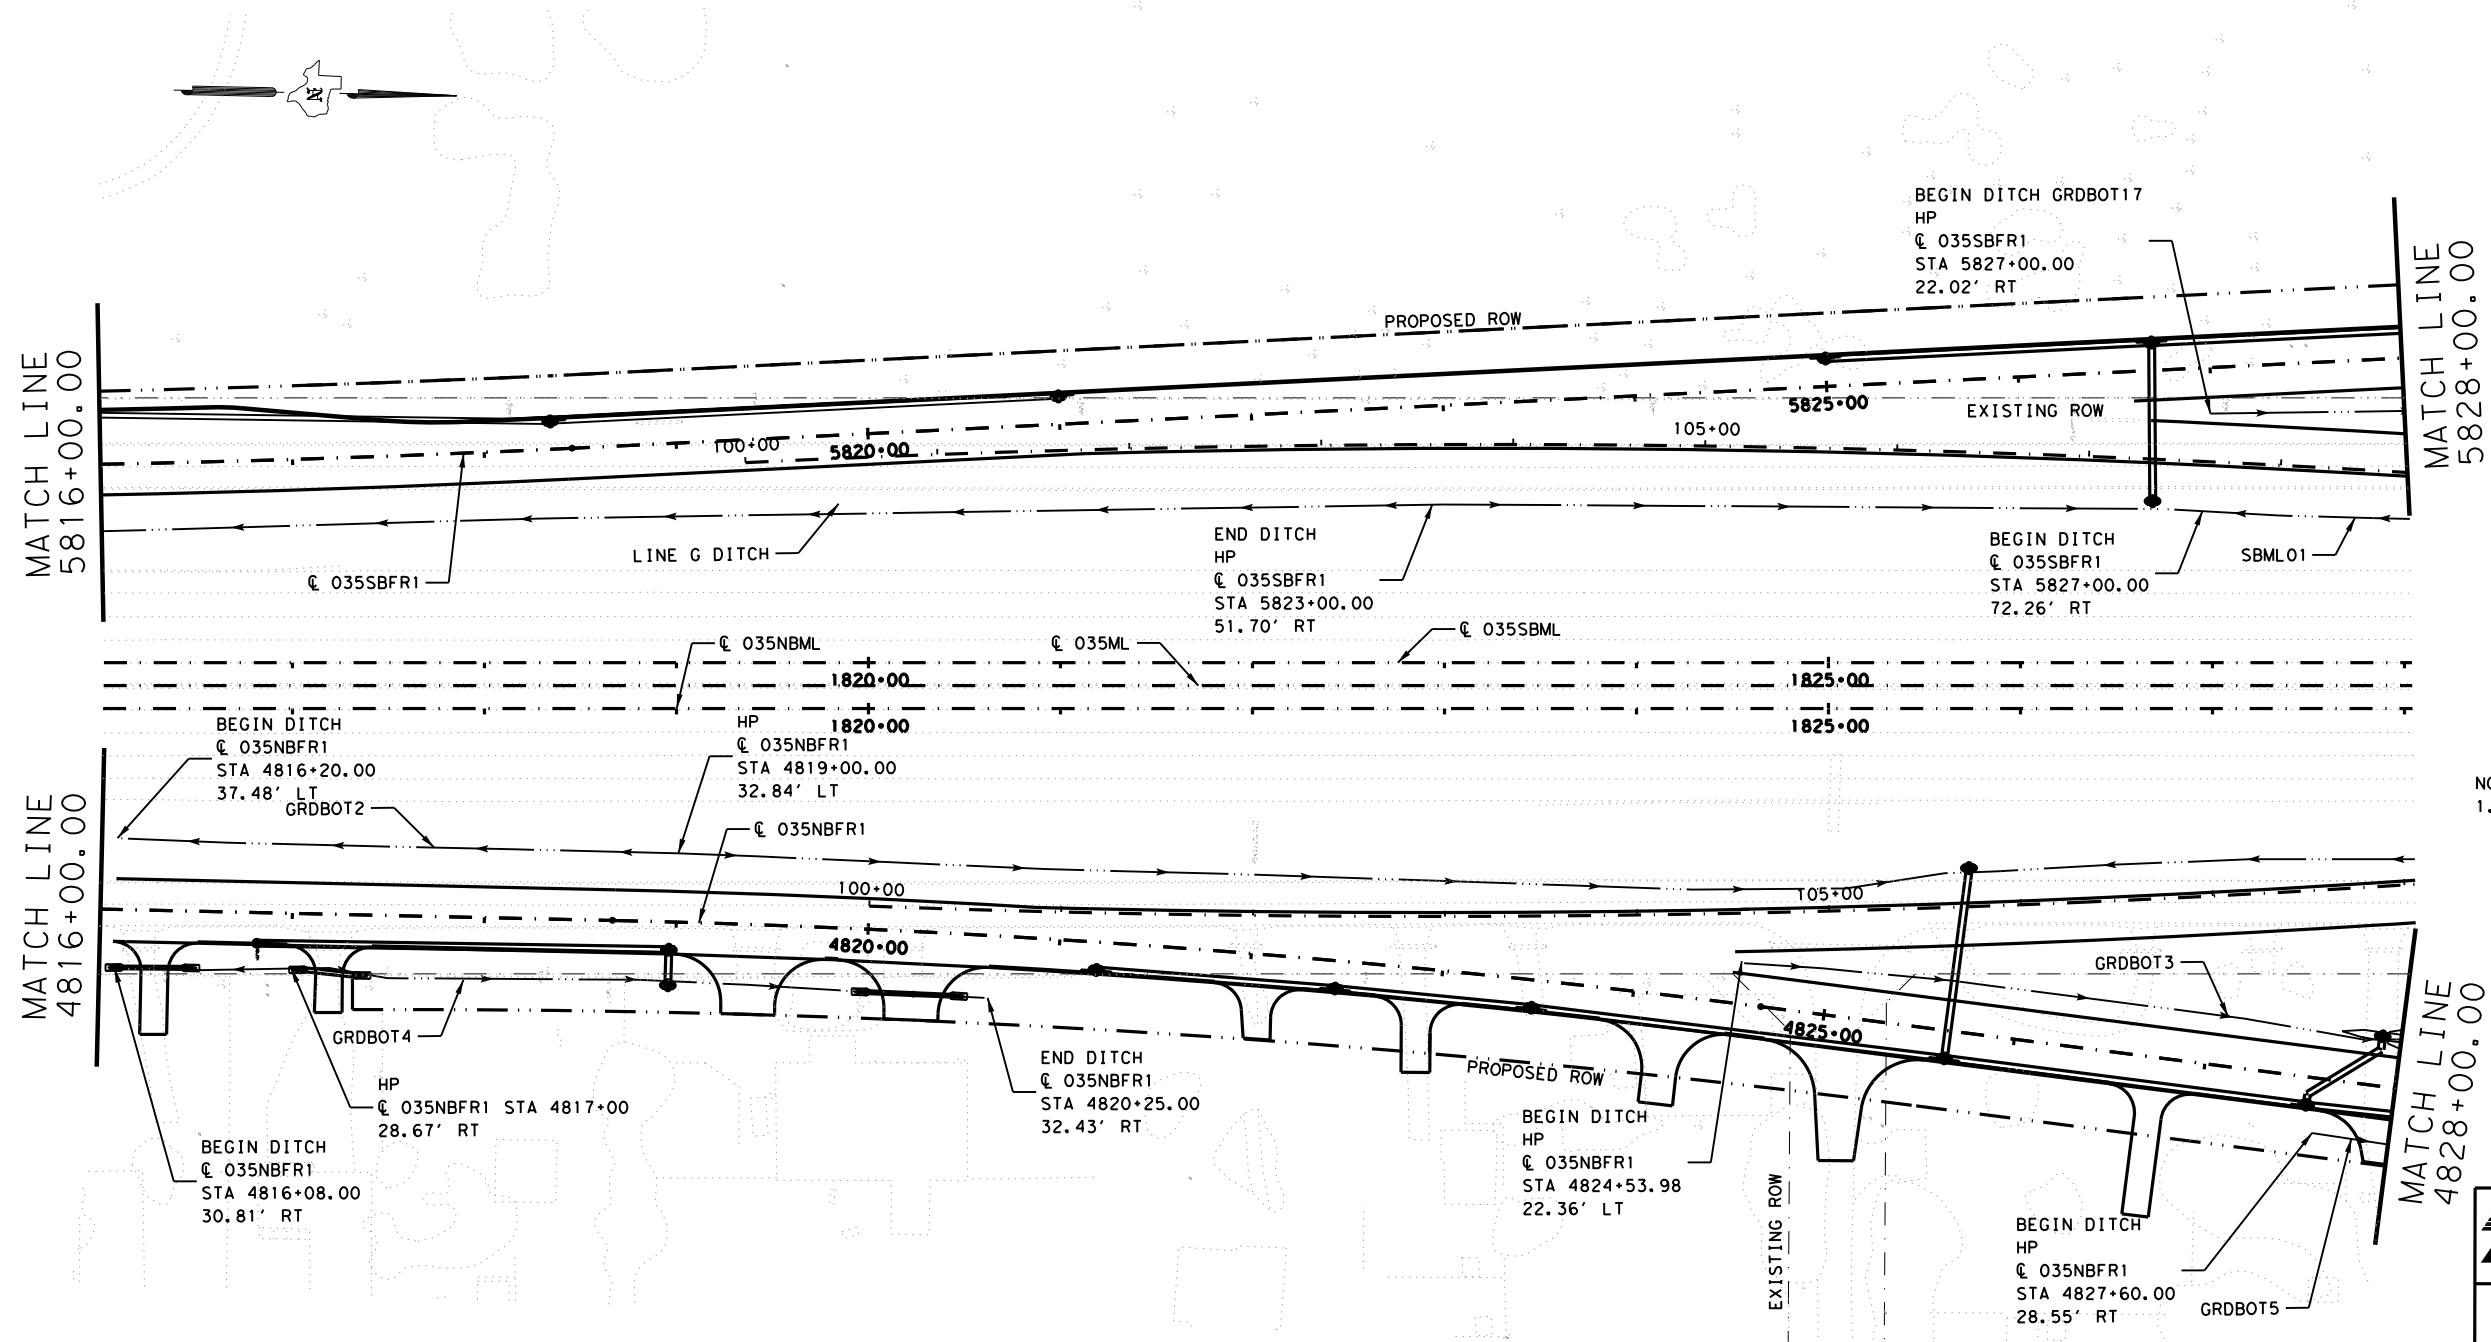 N
BEGIN DITCH GRDBOT17
HP
℄ 035SBFR1
STA 5827+00.00
22.02' RT
MATCH LINE
5816+00.00
MATCH LINE
5828+00.00
PROPOSED ROW
5825+00
EXISTING ROW
105+00
100+00
5820+00
LINE G DITCH
℄ 035SBFR1
END DITCH
HP
℄ 035SBFR1
STA 5823+00.00
51.70' RT
BEGIN DITCH
℄ 035SBFR1
STA 5827+00.00
72.26' RT
SBML01
℄ 035NBML
℄ 035ML
℄ 035SBML
1820+00
1825+00
1820+00
1825+00
BEGIN DITCH
℄ 035NBFR1
STA 4816+20.00
37.48' LT
GRDBOT2
HP
℄ 035NBFR1
STA 4819+00.00
32.84' LT
℄ 035NBFR1
NO
1.
MATCH LINE
4816+00.00
100+00
105+00
4820+00
GRDBOT3
4825+00
GRDBOT4
PROPOSED ROW
MATCH LINE
4828+00.00
HP
℄ 035NBFR1 STA 4817+00
28.67' RT
END DITCH
℄ 035NBFR1
STA 4820+25.00
32.43' RT
BEGIN DITCH
℄ 035NBFR1
STA 4816+08.00
30.81' RT
BEGIN DITCH
HP
℄ 035NBFR1
STA 4824+53.98
22.36' LT
EXISTING ROW
BEGIN DITCH
HP
℄ 035NBFR1
STA 4827+60.00
28.55' RT
GRDBOT5